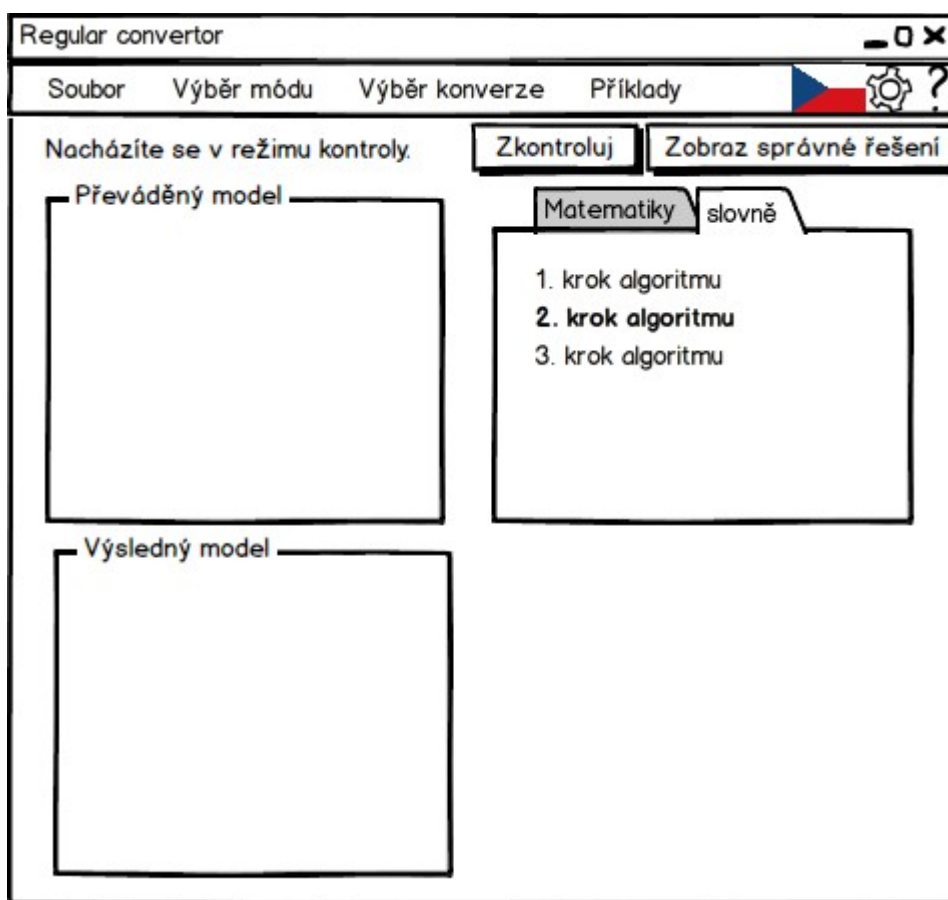 Regular convertor
Soubor Výběr módu Výběr konverze Příklady ?
Nacházíte se v režimu kontroly. Zkontroluj Zobraz správné řešení
Převáděný model
Matematiky slovně
1. krok algoritmu
2. krok algoritmu
3. krok algoritmu
Výsledný model